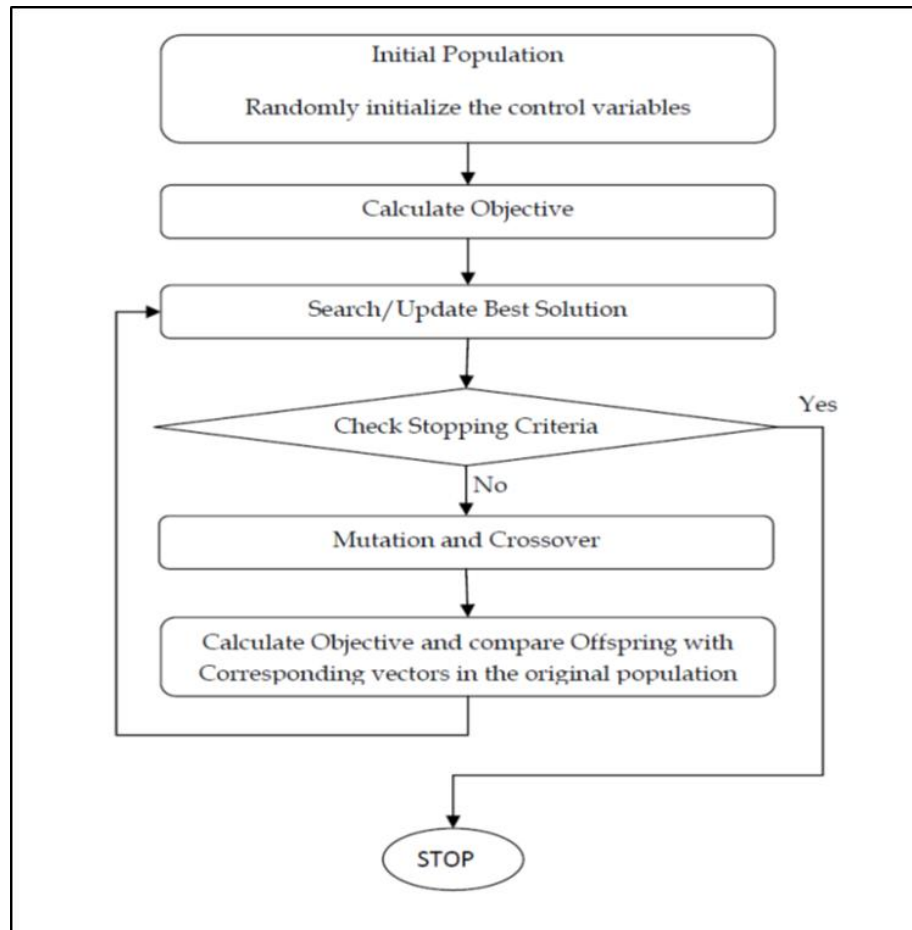 Initial Population
Randomly initialize the control variables
Calculate Objective
Search/Update Best Solution
Check Stopping Criteria
Yes
No
Mutation and Crossover
Calculate Objective and compare Offspring with
Corresponding vectors in the original population
STOP